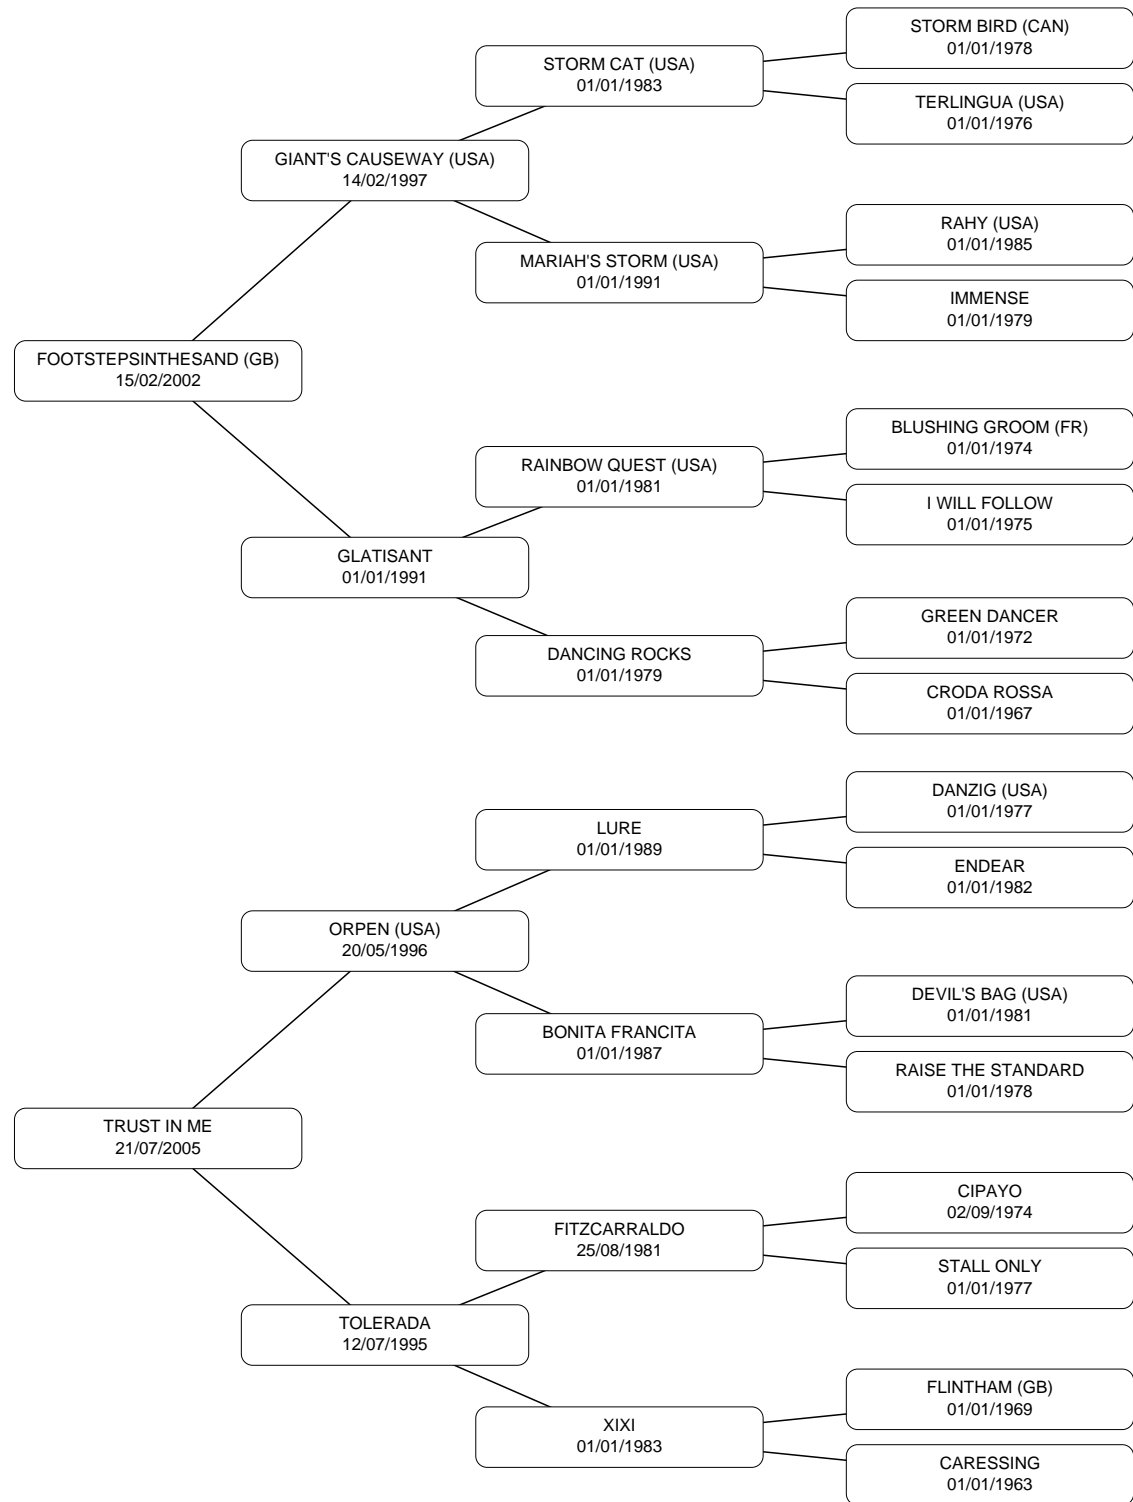 STORM BIRD (CAN)
01/01/1978
STORM CAT (USA)
01/01/1983
TERLINGUA (USA)
01/01/1976
GIANT'S CAUSEWAY (USA)
14/02/1997
RAHY (USA)
01/01/1985
MARIAH'S STORM (USA)
01/01/1991
IMMENSE
01/01/1979
FOOTSTEPSINTHESAND (GB)
15/02/2002
BLUSHING GROOM (FR)
01/01/1974
RAINBOW QUEST (USA)
01/01/1981
I WILL FOLLOW
01/01/1975
GLATISANT
01/01/1991
GREEN DANCER
01/01/1972
DANCING ROCKS
01/01/1979
CRODA ROSSA
01/01/1967
DANZIG (USA)
01/01/1977
LURE
01/01/1989
ENDEAR
01/01/1982
ORPEN (USA)
20/05/1996
DEVIL'S BAG (USA)
01/01/1981
BONITA FRANCITA
01/01/1987
RAISE THE STANDARD
01/01/1978
TRUST IN ME
21/07/2005
CIPAYO
02/09/1974
FITZCARRALDO
25/08/1981
STALL ONLY
01/01/1977
TOLERADA
12/07/1995
FLINTHAM (GB)
01/01/1969
XIXI
01/01/1983
CARESSING
01/01/1963